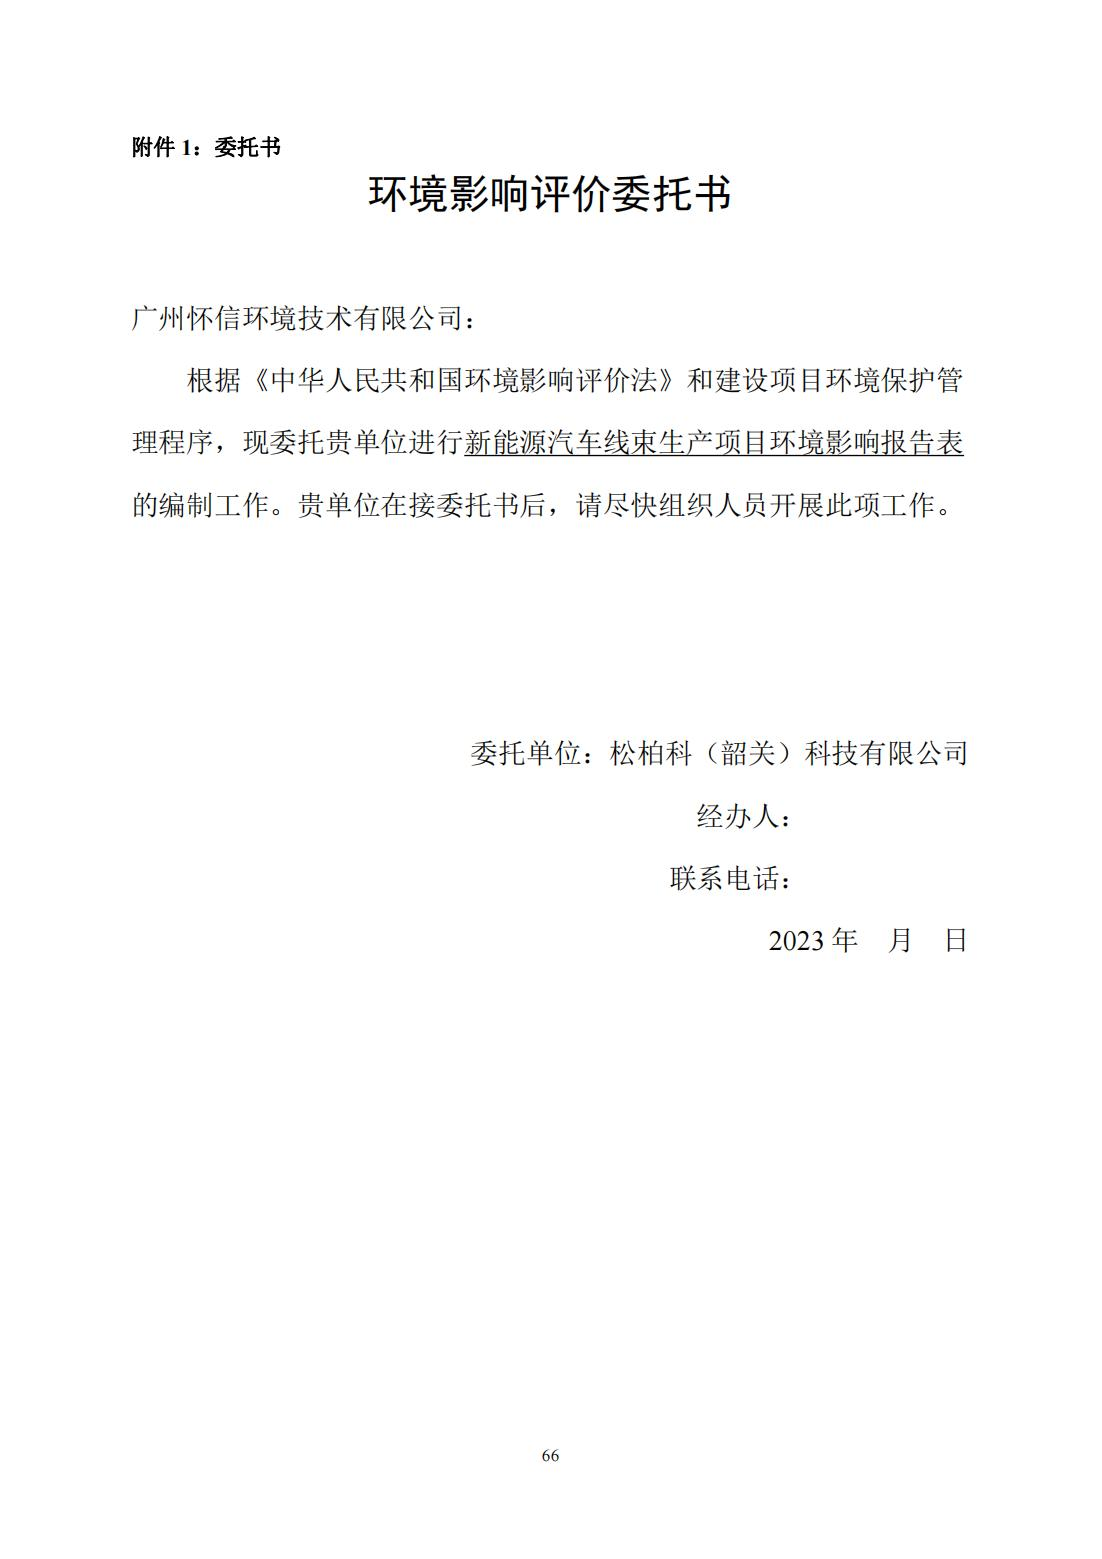 附件 1：委托书
环境影响评价委托书
广州怀信环境技术有限公司：
根据《中华人民共和国环境影响评价法》和建设项目环境保护管
理程序，现委托贵单位进行新能源汽车线束生产项目环境影响报告表
的编制工作。贵单位在接委托书后，请尽快组织人员开展此项工作。
委托单位：松柏科（韶关）科技有限公司
经办人：
联系电话：
2023 年　月　日
66